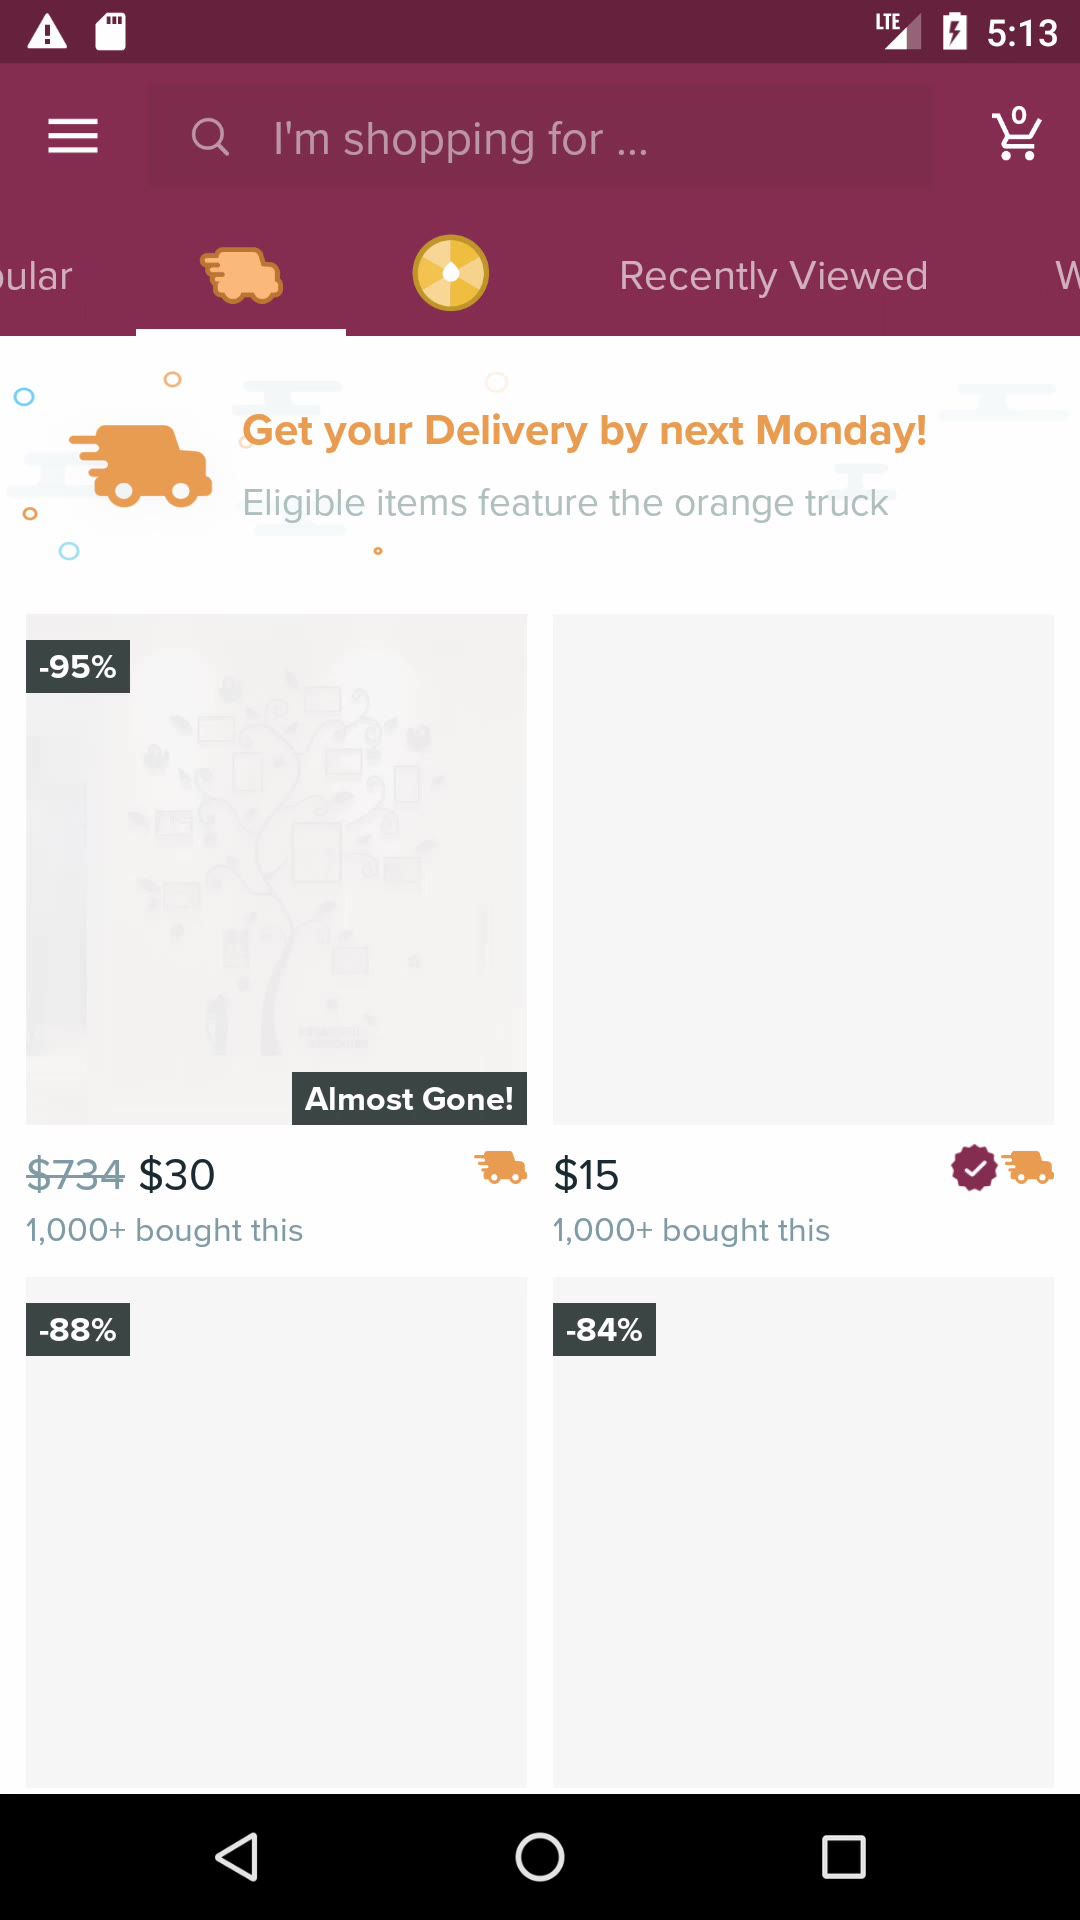 LTE 5:13
I'm shopping for ...
0
Recently Viewed
Get your Delivery by next Monday!
Eligible items feature the orange truck
-95%
Almost Gone!
$734 $30
$15
1,000+ bought this
1,000+ bought this
-88%
-84%